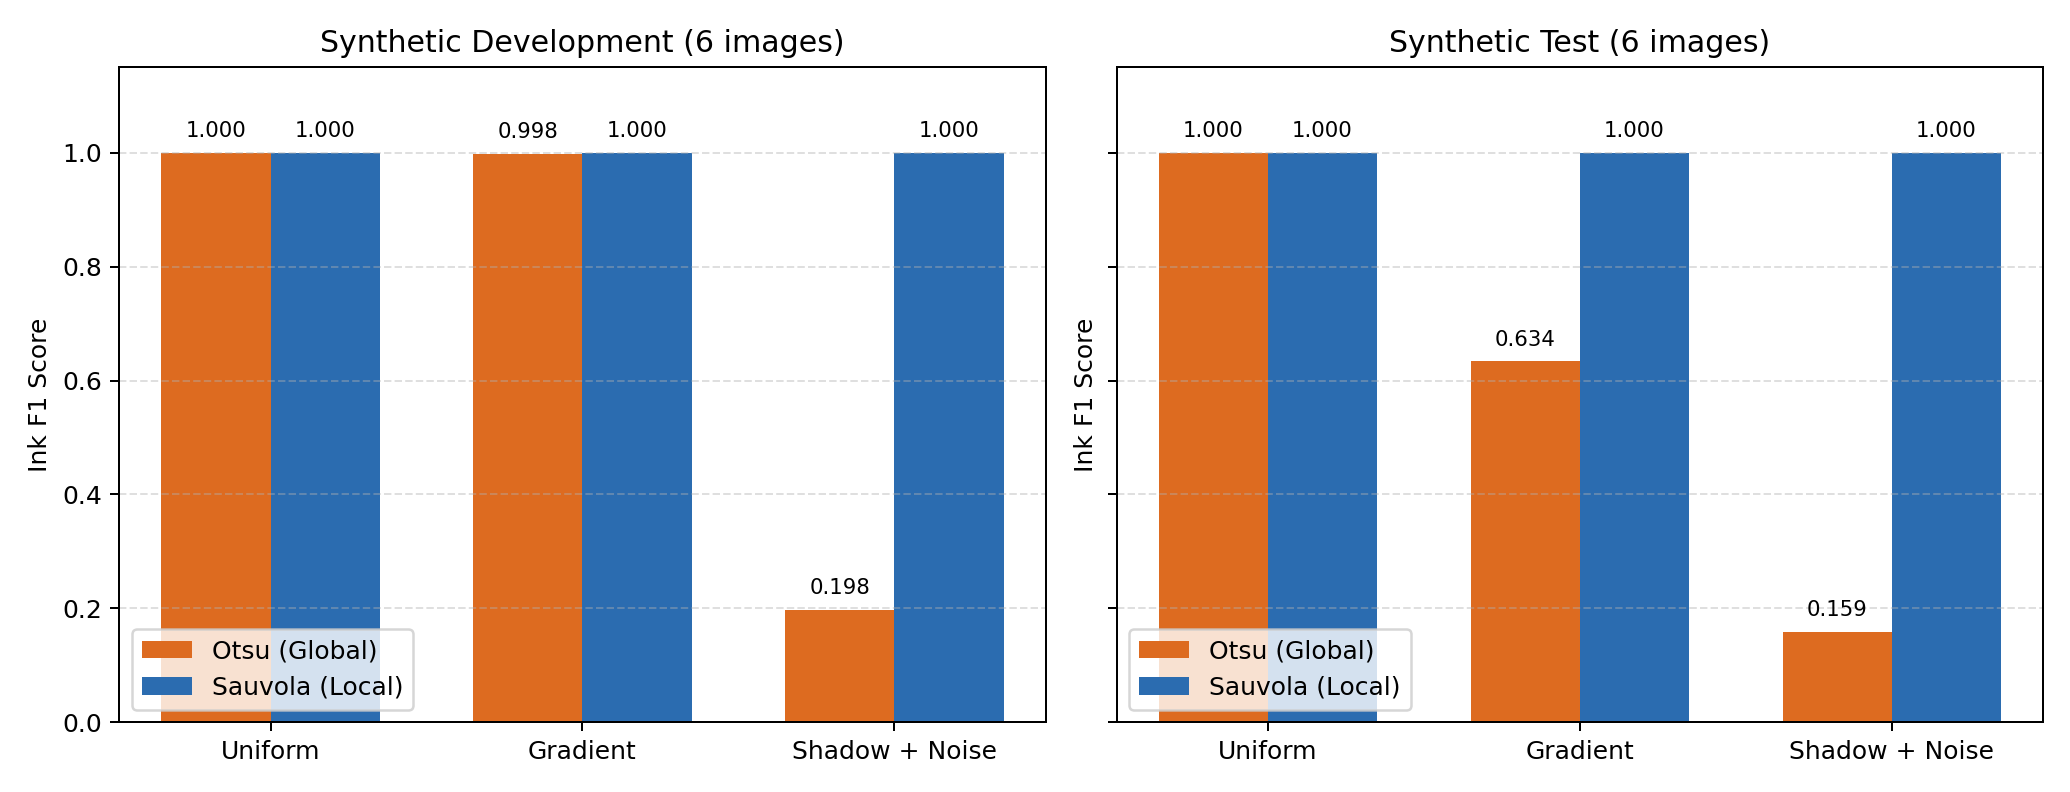 Synthetic Development (6 images)
1.000 1.000 0.998 1.000 1.000
1.0
0.8
0.6
0.4
0.2
0.0
Ink F1 Score
0.198
Otsu (Global)
Sauvola (Local)
Uniform Gradient Shadow + Noise
Synthetic Test (6 images)
1.000 1.000 1.000 1.000
Ink F1 Score
0.634
0.159
Otsu (Global)
Sauvola (Local)
Uniform Gradient Shadow + Noise